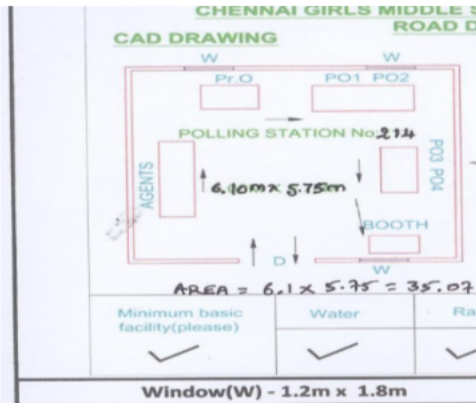 CHENNAI GIRLS MIDDLE S
ROAD D
CAD DRAWING
W W
Pr.O PO1 PO2
POLLING STATION No: 214
AGENTS
6.10m x 5.75m
PO3 PO4
BOOTH
D
W
AREA = 6.1 x 5.75 = 35.07
Minimum basic Water Ra
facility(please)
Window(W) - 1.2m x 1.8m